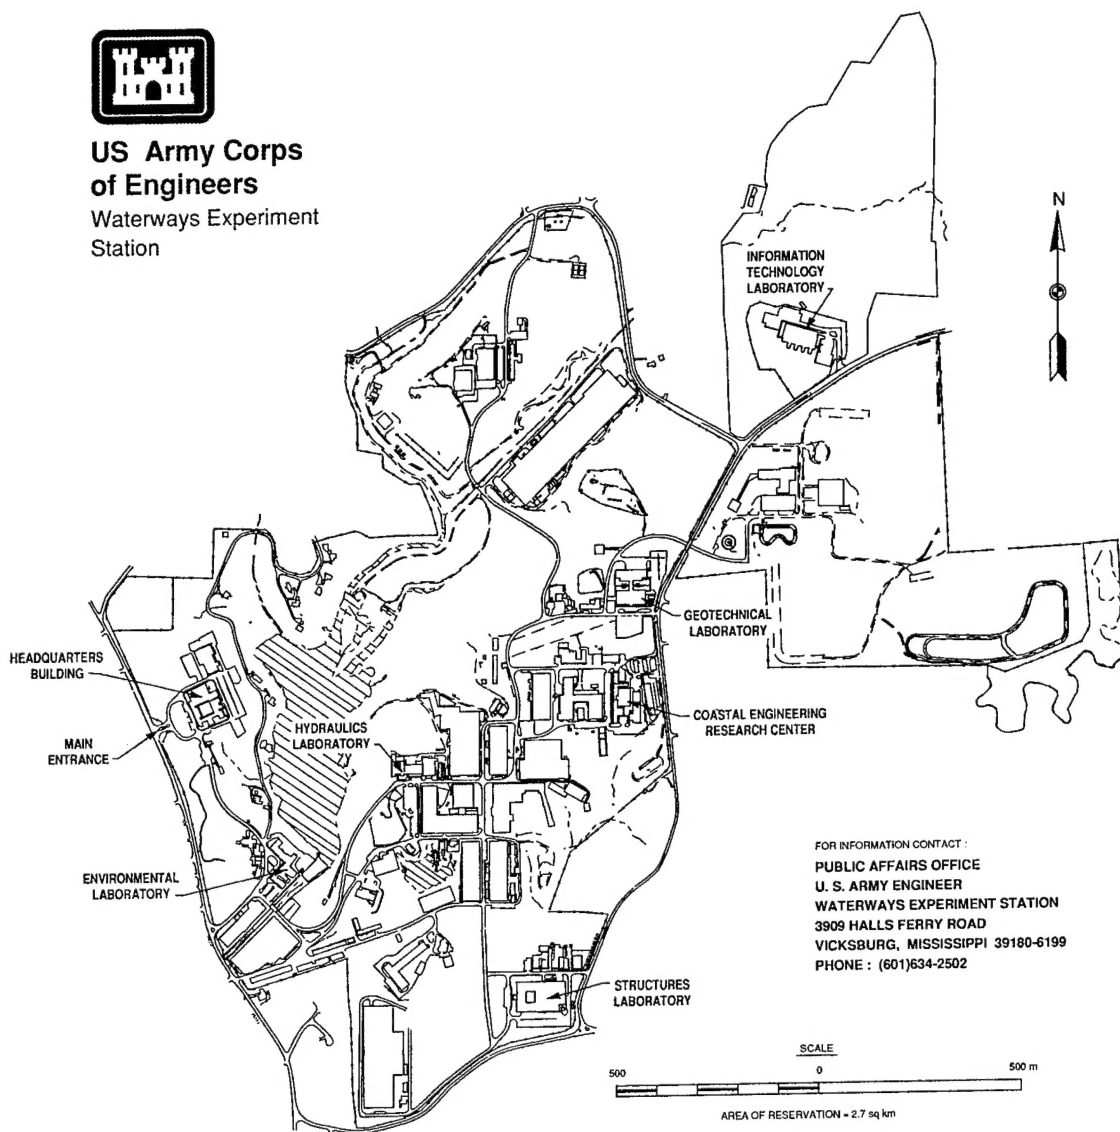 US Army Corps
of Engineers
Waterways Experiment
Station
N
INFORMATION
TECHNOLOGY
LABORATORY
GEOTECHNICAL
LABORATORY
HEADQUARTERS
BUILDING
MAIN
ENTRANCE
HYDRAULICS
LABORATORY
COASTAL ENGINEERING
RESEARCH CENTER
ENVIRONMENTAL
LABORATORY
STRUCTURES
LABORATORY
FOR INFORMATION CONTACT :
PUBLIC AFFAIRS OFFICE
U. S. ARMY ENGINEER
WATERWAYS EXPERIMENT STATION
3909 HALLS FERRY ROAD
VICKSBURG, MISSISSIPPI 39180-6199
PHONE : (601)634-2502
SCALE
500 0 500 m
AREA OF RESERVATION = 2.7 sq km